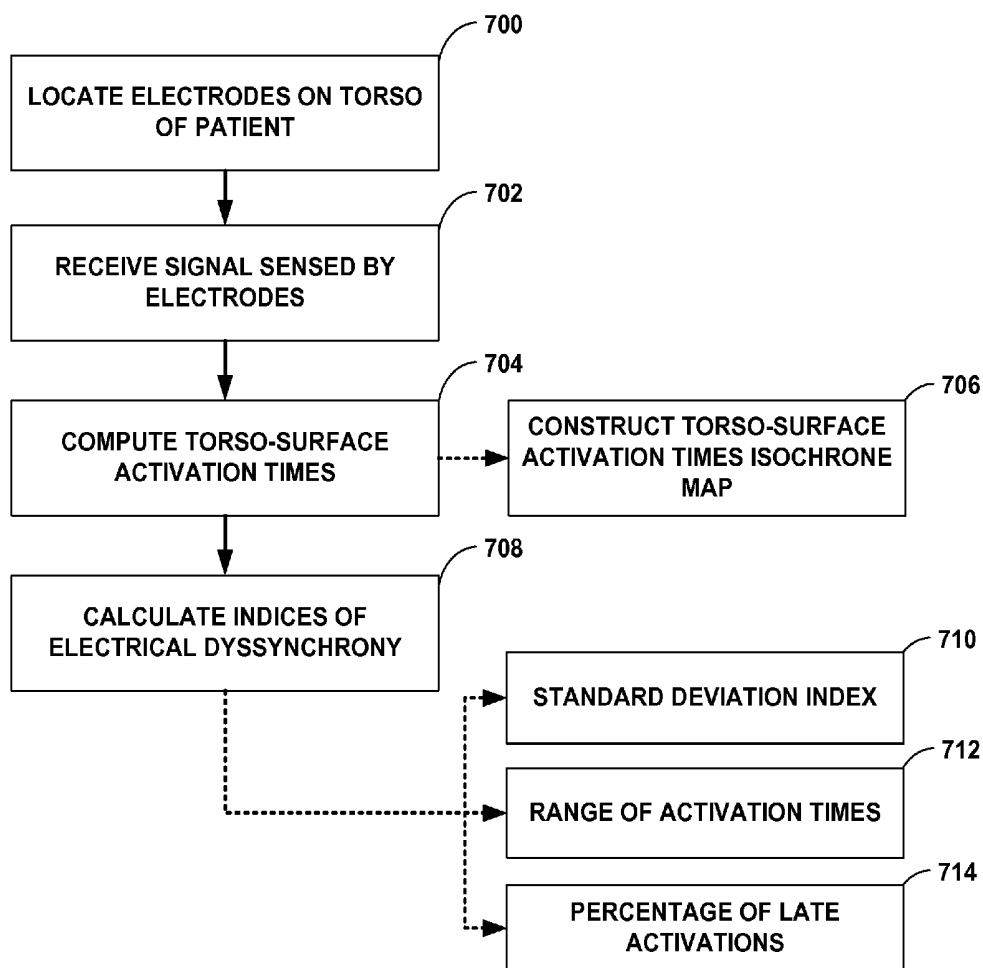 700
LOCATE ELECTRODES ON TORSO
OF PATIENT
702
RECEIVE SIGNAL SENSED BY
ELECTRODES
704
COMPUTE TORSO-SURFACE
ACTIVATION TIMES
706
CONSTRUCT TORSO-SURFACE
ACTIVATION TIMES ISOCHRONE
MAP
708
CALCULATE INDICES OF
ELECTRICAL DYSSYNCHRONY
710
STANDARD DEVIATION INDEX
712
RANGE OF ACTIVATION TIMES
714
PERCENTAGE OF LATE
ACTIVATIONS